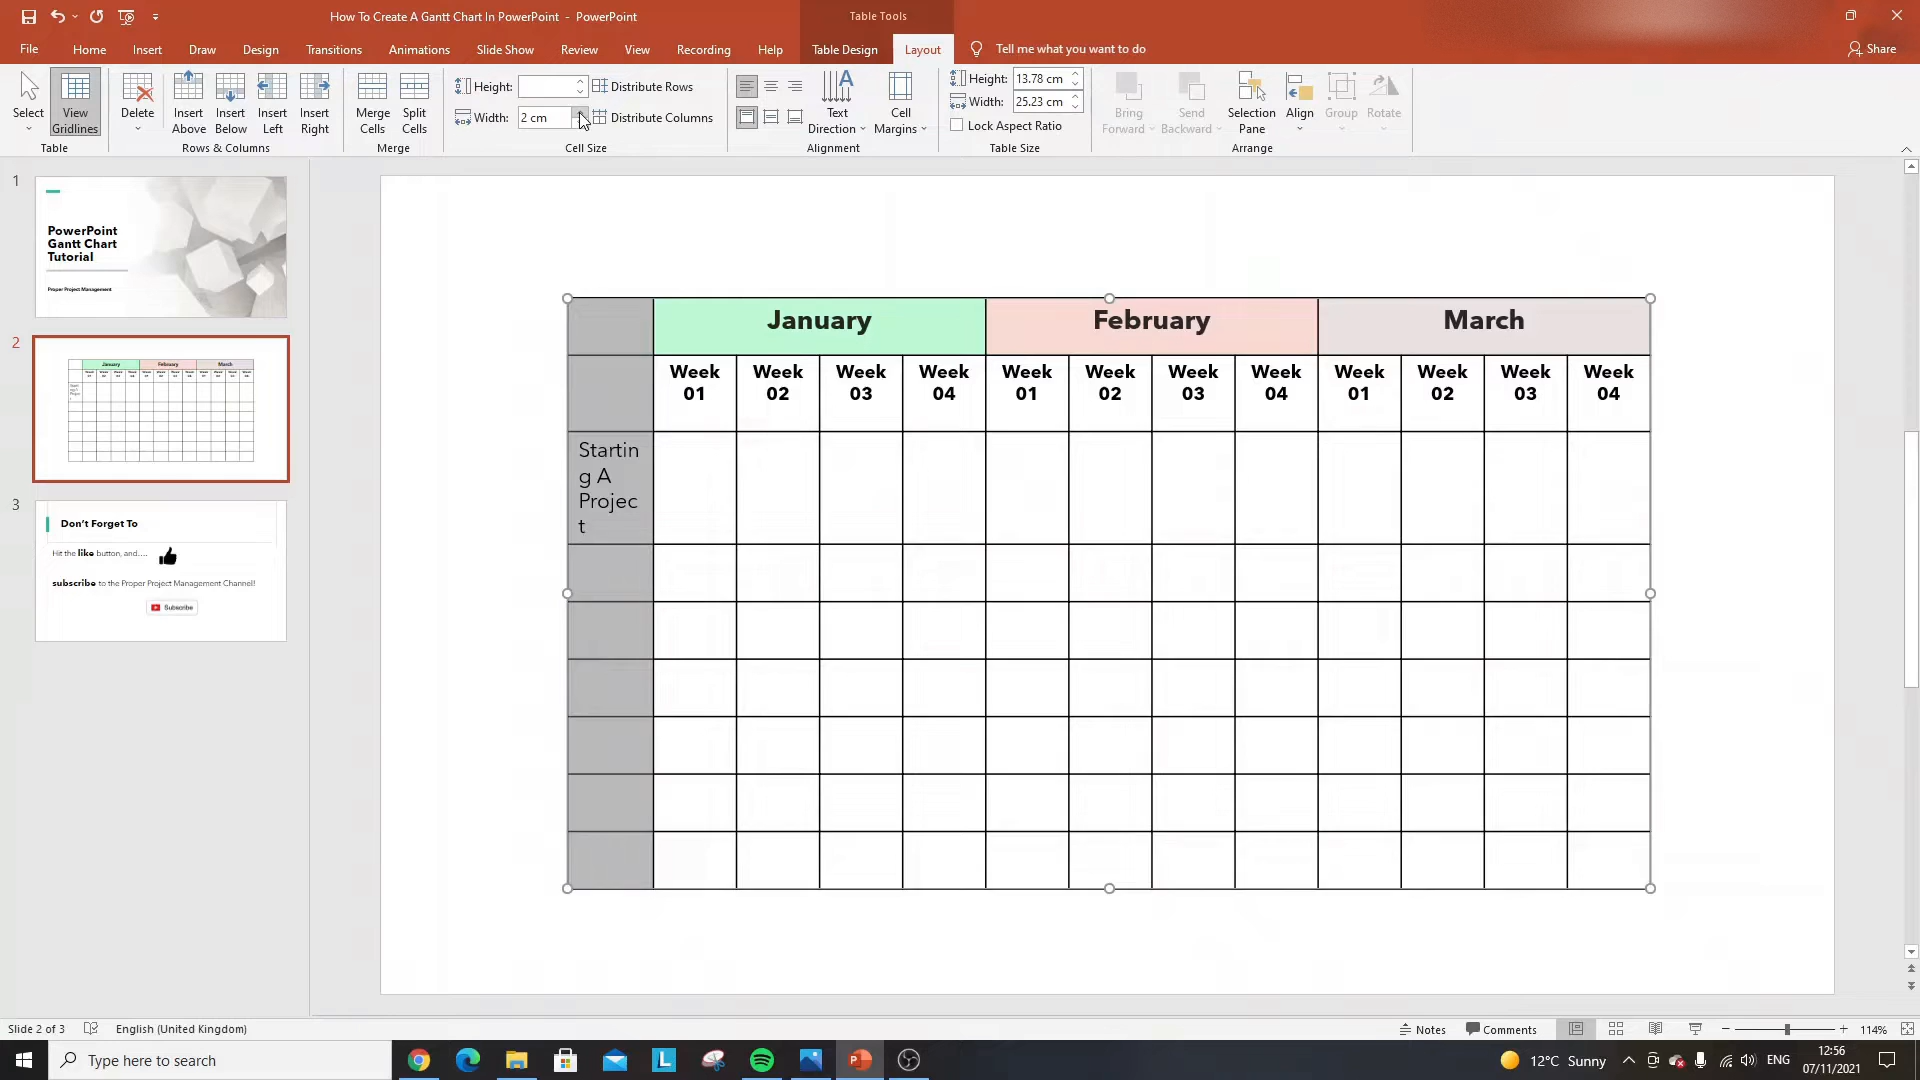 How To Create A Gantt Chart In PowerPoint - PowerPoint
Table Tools
File Home Insert Draw Design Transitions Animations Slide Show Review View Recording Help Table Design Layout Tell me what you want to do Share
Select
View Gridlines
Table
Delete
Insert Above
Insert Below
Insert Left
Insert Right
Rows & Columns
Merge Cells
Split Cells
Merge
Height:
Distribute Rows
Width: 2 cm
Distribute Columns
Cell Size
Text Direction
Cell Margins
Alignment
Height: 13.78 cm
Width: 25.23 cm
Lock Aspect Ratio
Table Size
Bring Forward
Send Backward
Selection Pane
Align
Group
Rotate
Arrange
1
PowerPoint
Gantt Chart
Tutorial
Proper Project Management
2
January February March
3
Don't Forget To
Hit the like button, and....
subscribe to the Proper Project Management Channel!
Subscribe
January February March
Week 01 Week 02 Week 03 Week 04 Week 01 Week 02 Week 03 Week 04 Week 01 Week 02 Week 03 Week 04
Startin
g A
Projec
t
Slide 2 of 3 English (United Kingdom) Notes Comments 114%
Type here to search
12°C Sunny
ENG
12:56
07/11/2021